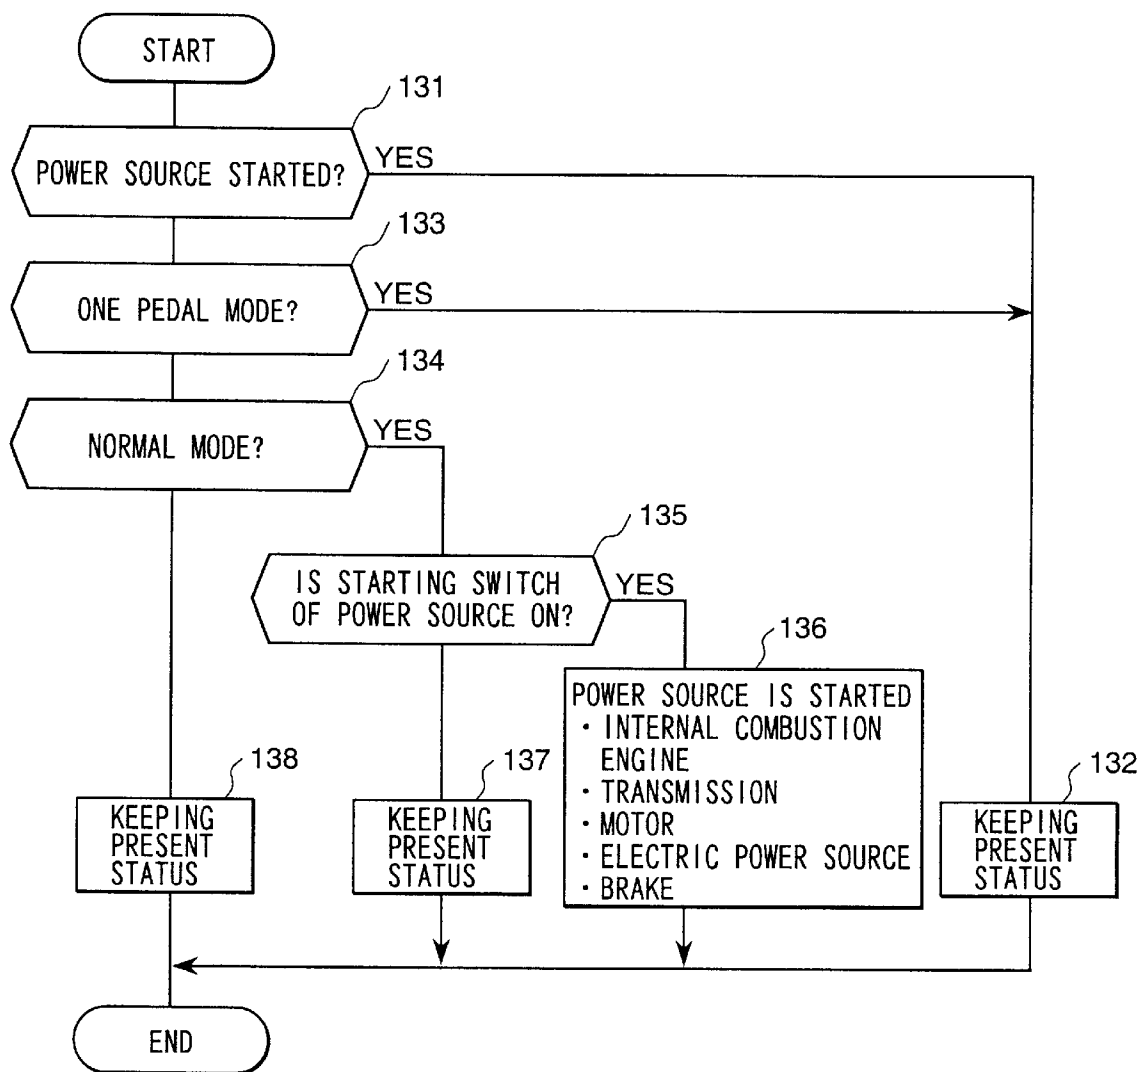 START
131
POWER SOURCE STARTED?
YES
133
ONE PEDAL MODE?
YES
134
NORMAL MODE?
YES
135
IS STARTING SWITCH
OF POWER SOURCE ON?
YES
136
POWER SOURCE IS STARTED
・INTERNAL COMBUSTION
ENGINE
・TRANSMISSION
・MOTOR
・ELECTRIC POWER SOURCE
・BRAKE
138
KEEPING
PRESENT
STATUS
137
KEEPING
PRESENT
STATUS
132
KEEPING
PRESENT
STATUS
END